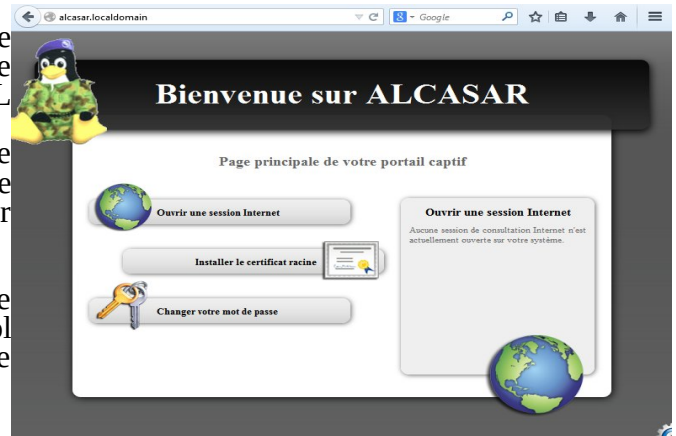 alcasar.localdomain
Google
e
e
L
Bienvenue sur ALCASAR
e
e
r
Page principale de votre portail captif
Ouvrir une session Internet
Installer le certificat racine
Changer votre mot de passe
Ouvrir une session Internet
Aucune session de consultation Internet n'est
actuellement ouverte sur votre système.
e
ol
e